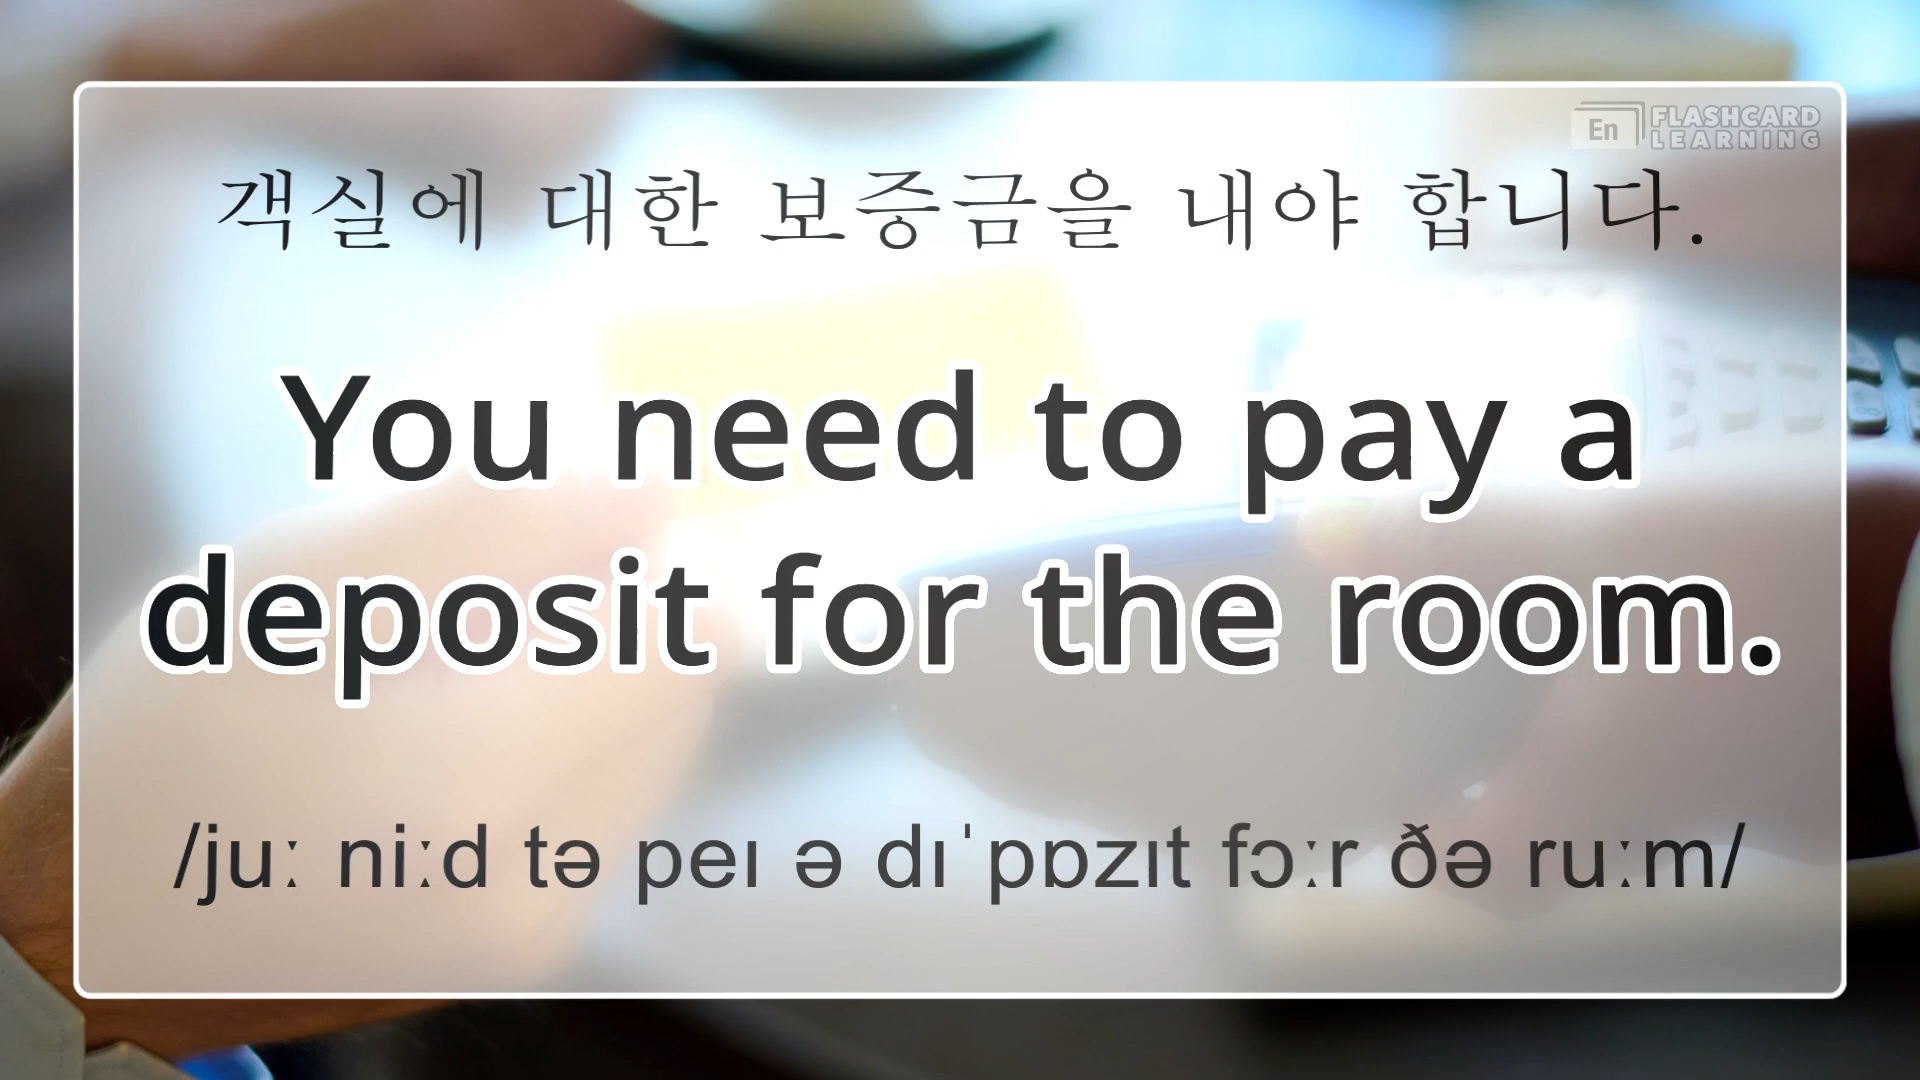 En FLASHCARD
LEARNING
객실에 대한 보증금을 내야 합니다.
You need to pay a
deposit for the room.
/juː niːd tə peɪ ə dɪˈpɒzɪt fɔːr ðə ruːm/